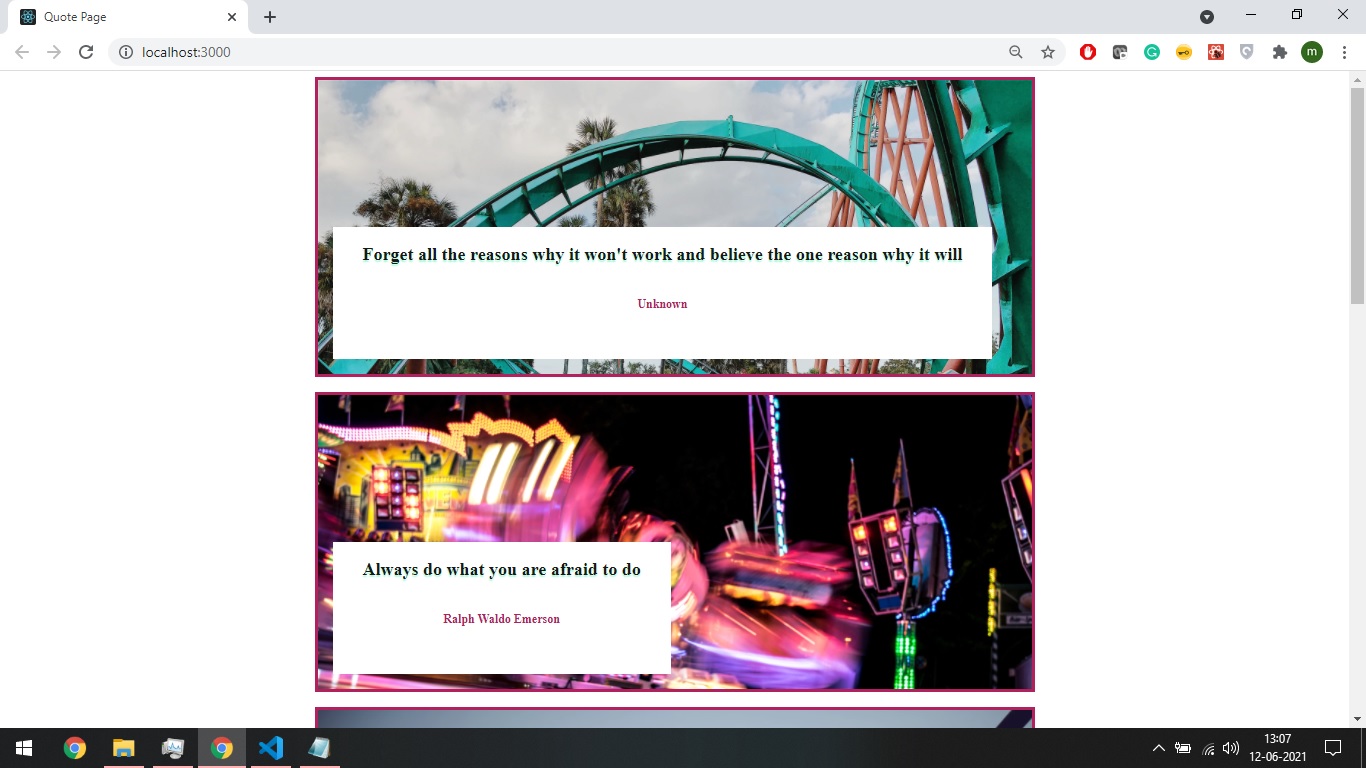 Quote Page
localhost:3000
m
Forget all the reasons why it won't work and believe the one reason why it will
Unknown
Always do what you are afraid to do
Ralph Waldo Emerson
13:07
12-06-2021